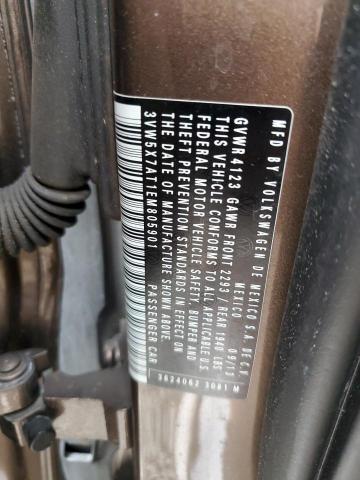 MFD BY VOLKSWAGEN DE MEXICO S.A. DE C.V.
MEXICO 09/13
GVWR 4123 GAWR FRONT 2293 / REAR 1940 LBS
THIS VEHICLE CONFORMS TO ALL APPLICABLE U.S.
FEDERAL MOTOR VEHICLE SAFETY, BUMPER AND
THEFT PREVENTION STANDARDS IN EFFECT ON
THE DATE OF MANUFACTURE SHOWN ABOVE.
3VW5X7AT1EM805901 PASSENGER CAR
3624062 3081 M